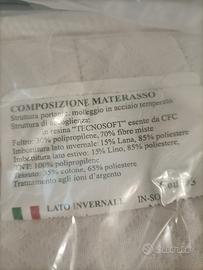 COMPOSIZIONE MATERASSO
Struttura portante: molleggio in acciaio temperato
Struttura di accoglienza:
in resina "TECNOSOFT" esente da CFC
Feltro: 30% polipropilene, 70% fibre miste
Imbottitura lato invernale: 15% Lana, 85% poliestere
Imbottitura lato estivo: 15% Lino, 85% poliestere
TNT: 100% polipropilene
Tessuto: 35% cotone, 65% poliestere
Trattamento agli ioni d'argento
LATO INVERNALE